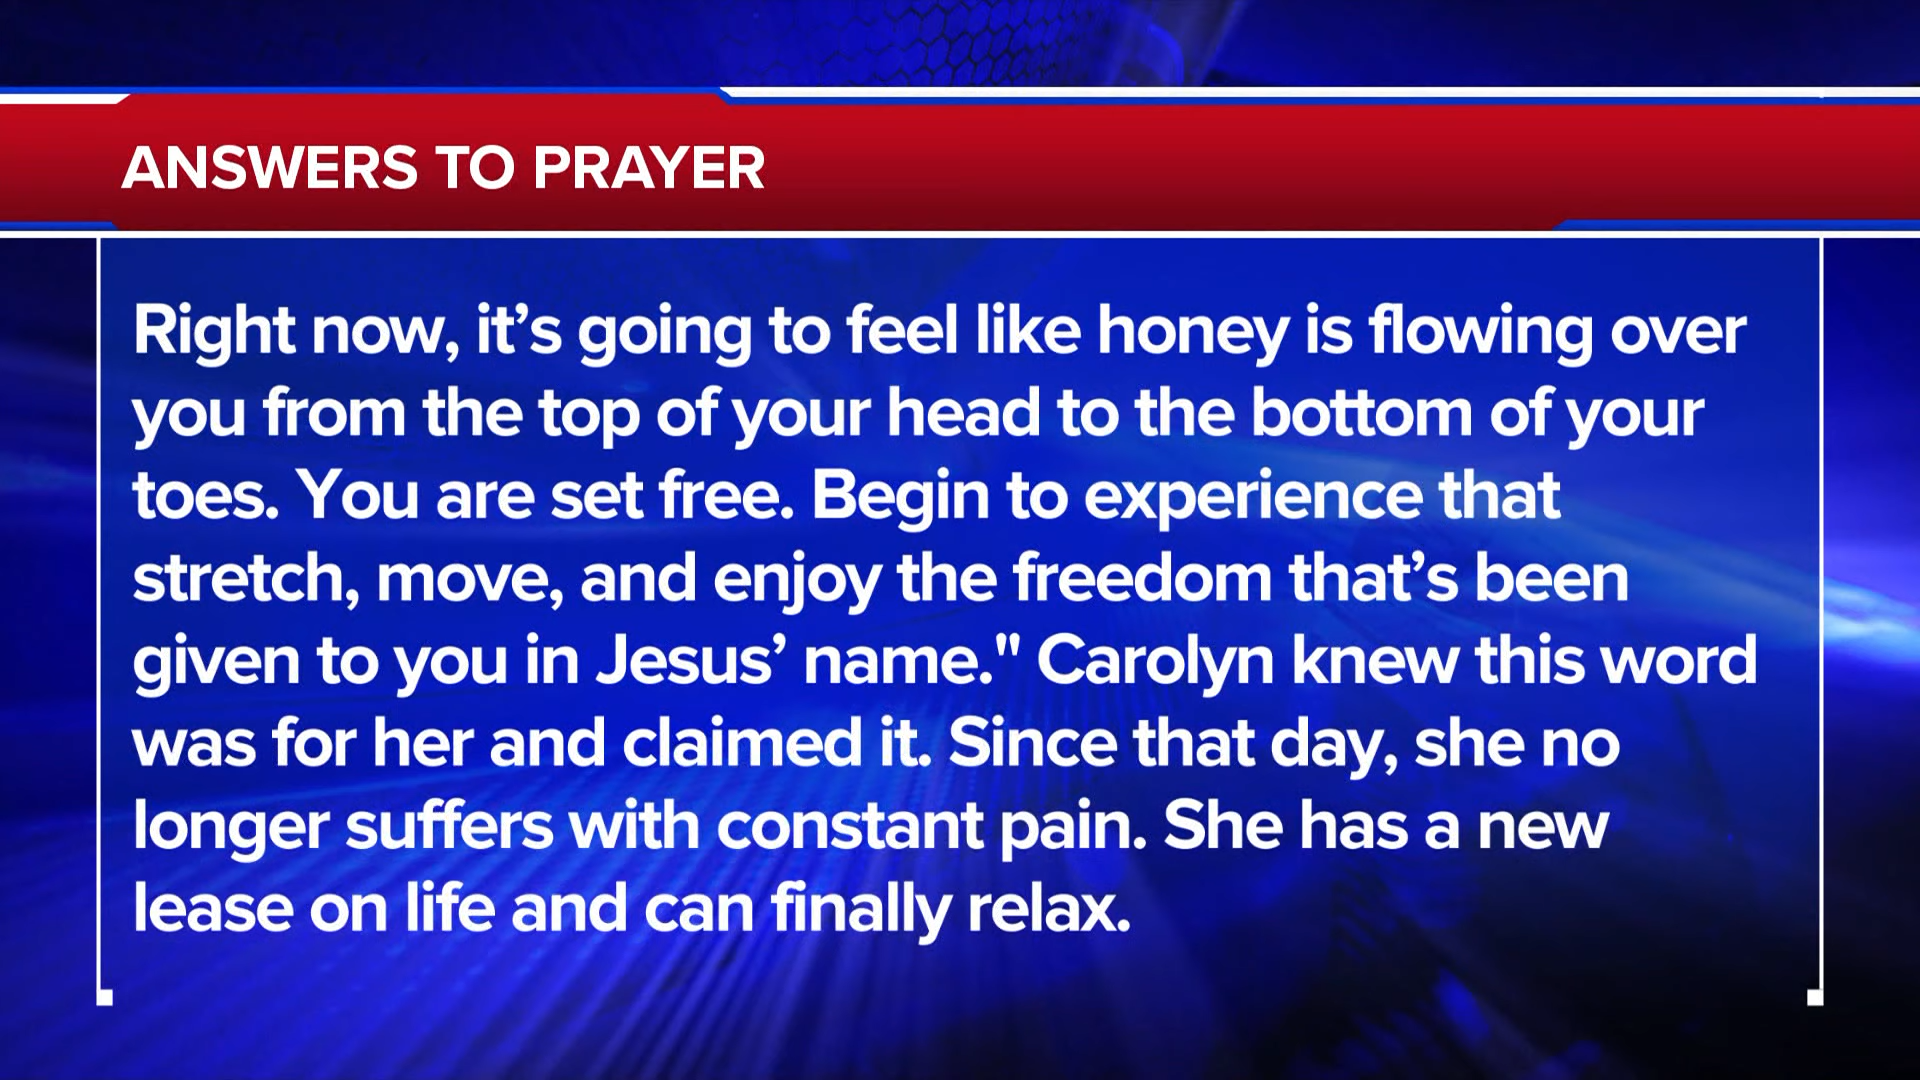 ANSWERS TO PRAYER
Right now, it’s going to feel like honey is flowing over
you from the top of your head to the bottom of your
toes. You are set free. Begin to experience that
stretch, move, and enjoy the freedom that’s been
given to you in Jesus’ name." Carolyn knew this word
was for her and claimed it. Since that day, she no
longer suffers with constant pain. She has a new
lease on life and can finally relax.